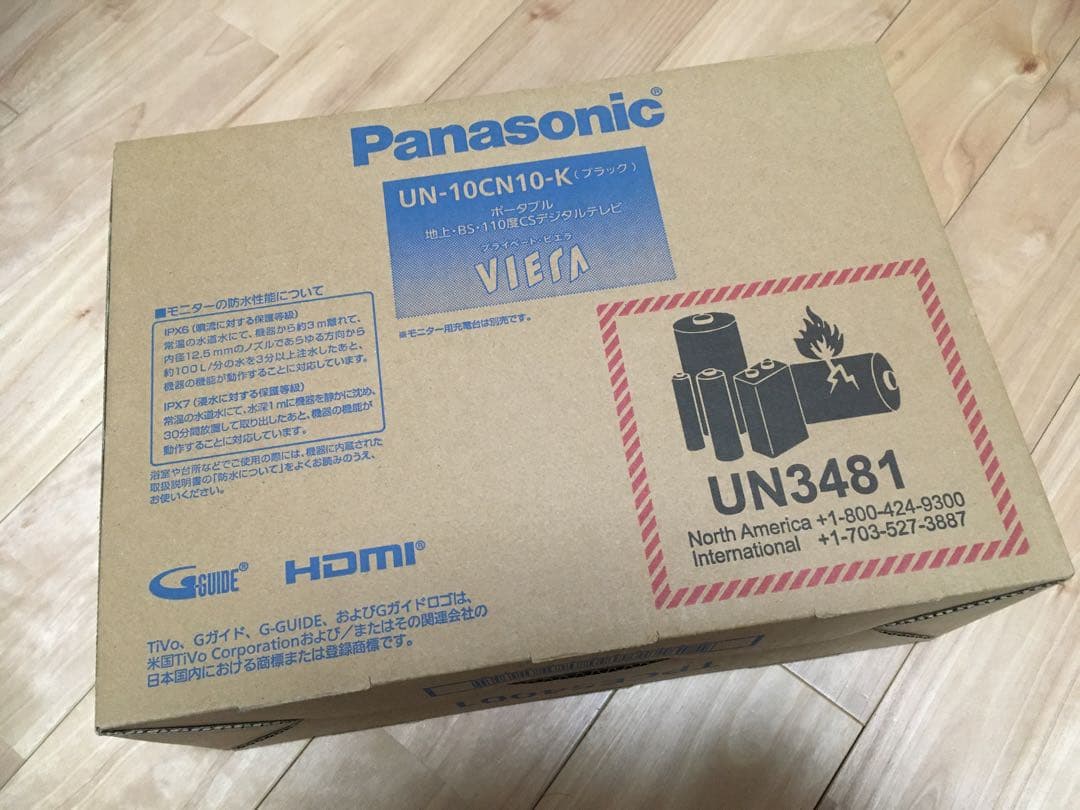 Panasonic®
UN-10CN10-K（ブラック）
ポータブル
地上・BS・110度CSデジタルテレビ
プライベート・ビエラ
VIERA
※モニター用充電台は別売です。
■モニターの防水性能について
IPX6（噴流に対する保護等級）
常温の水道水にて、機器から約3m離れて、
内径12.5mmのノズルであらゆる方向から
約100L/分の水を3分以上注水したあと、
機器の機能が動作することに対応しています。
IPX7（浸水に対する保護等級）
常温の水道水にて、水深1mに機器を静かに沈め、
30分間放置して取り出したあと、機器の機能が
動作することに対応しています。
浴室や台所などでご使用の際には、機器に内蔵された
取扱説明書の「防水について」をよくお読みのうえ、
お使いください。
UN3481
North America +1-800-424-9300
International +1-703-527-3887
G-GUIDE® HDMI®
TiVo、Gガイド、G-GUIDE、およびGガイドロゴは、
米国TiVo Corporationおよび／またはその関連会社の
日本国内における商標または登録商標です。